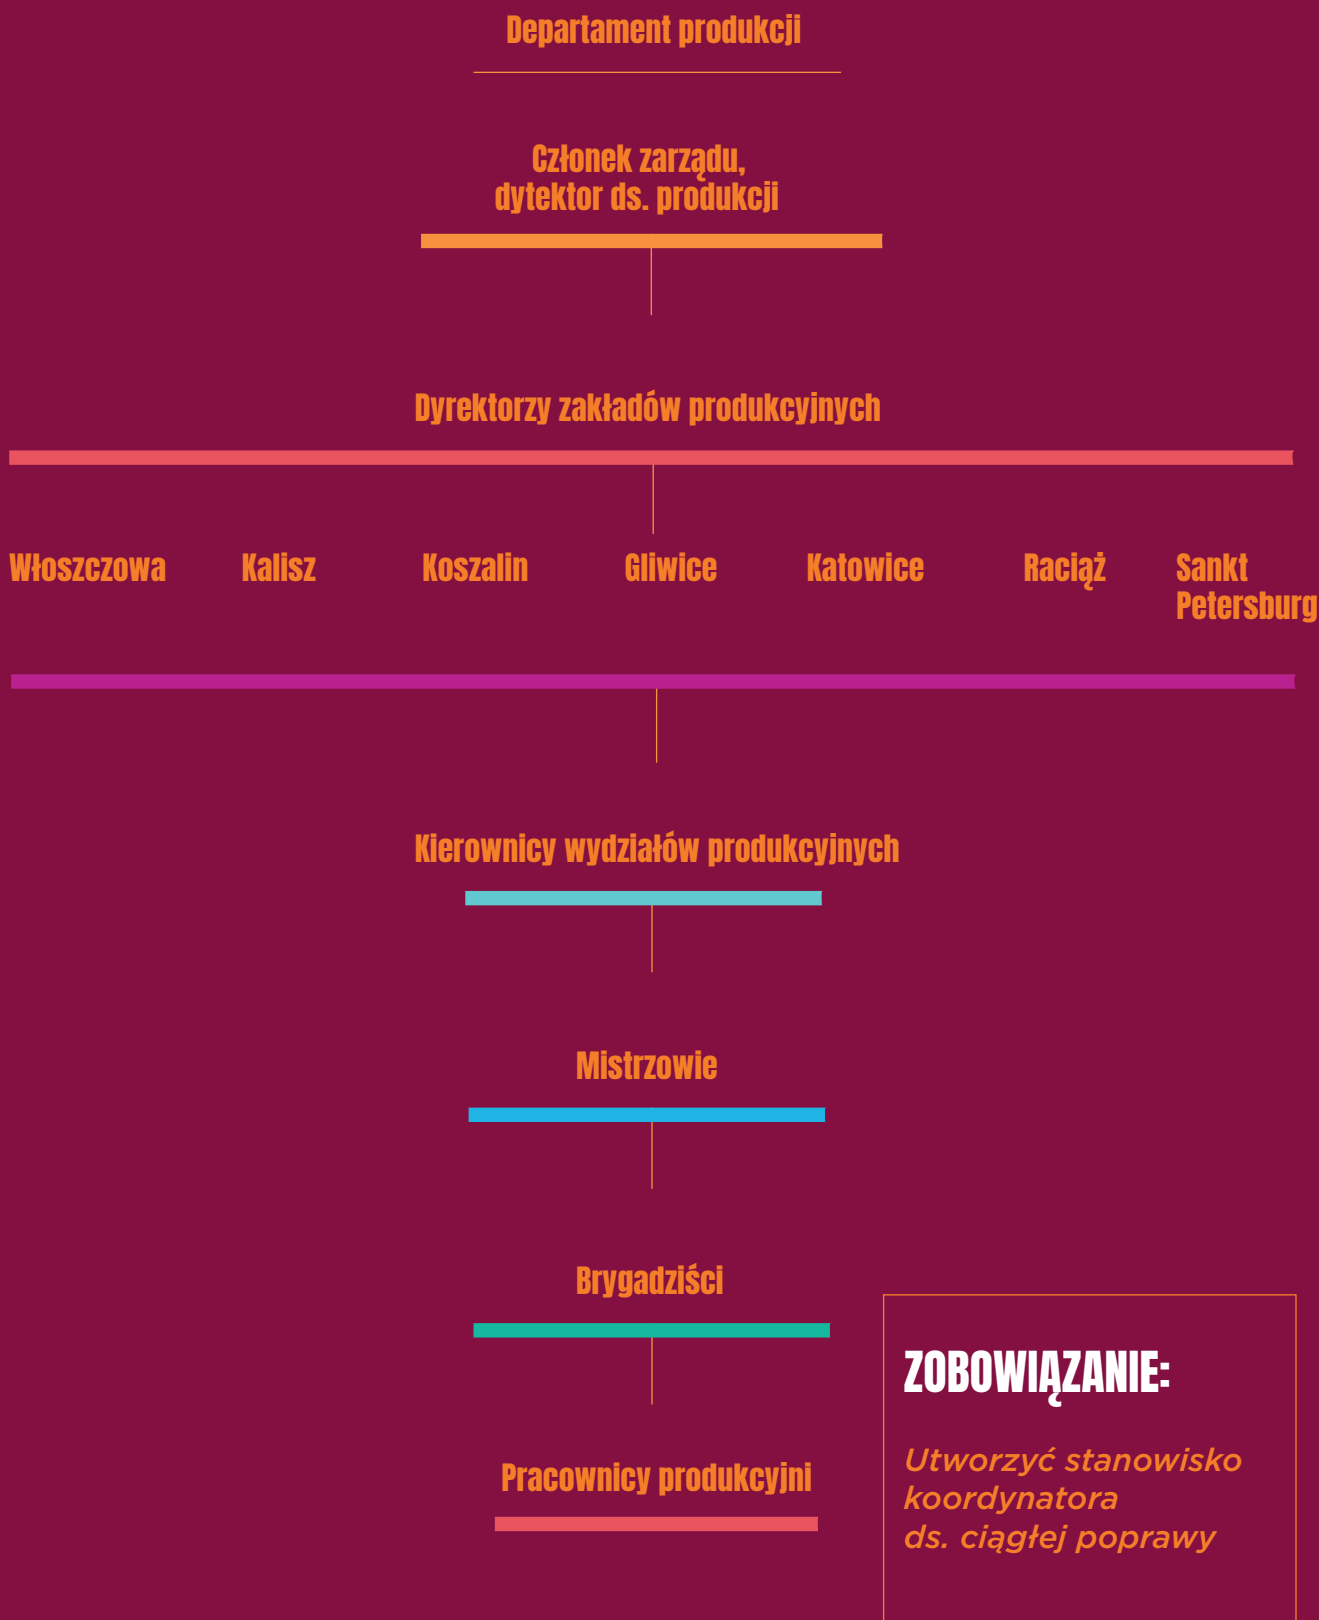 Departament produkcji
Członek zarządu,
dytektor ds. produkcji
Dyrektorzy zakładów produkcyjnych
Włoszczowa Kalisz Koszalin Gliwice Katowice Raciąż Sankt
Petersburg
Kierownicy wydziałów produkcyjnych
Mistrzowie
Brygadziści
Pracownicy produkcyjni
ZOBOWIĄZANIE:
Utworzyć stanowisko
koordynatora
ds. ciągłej poprawy